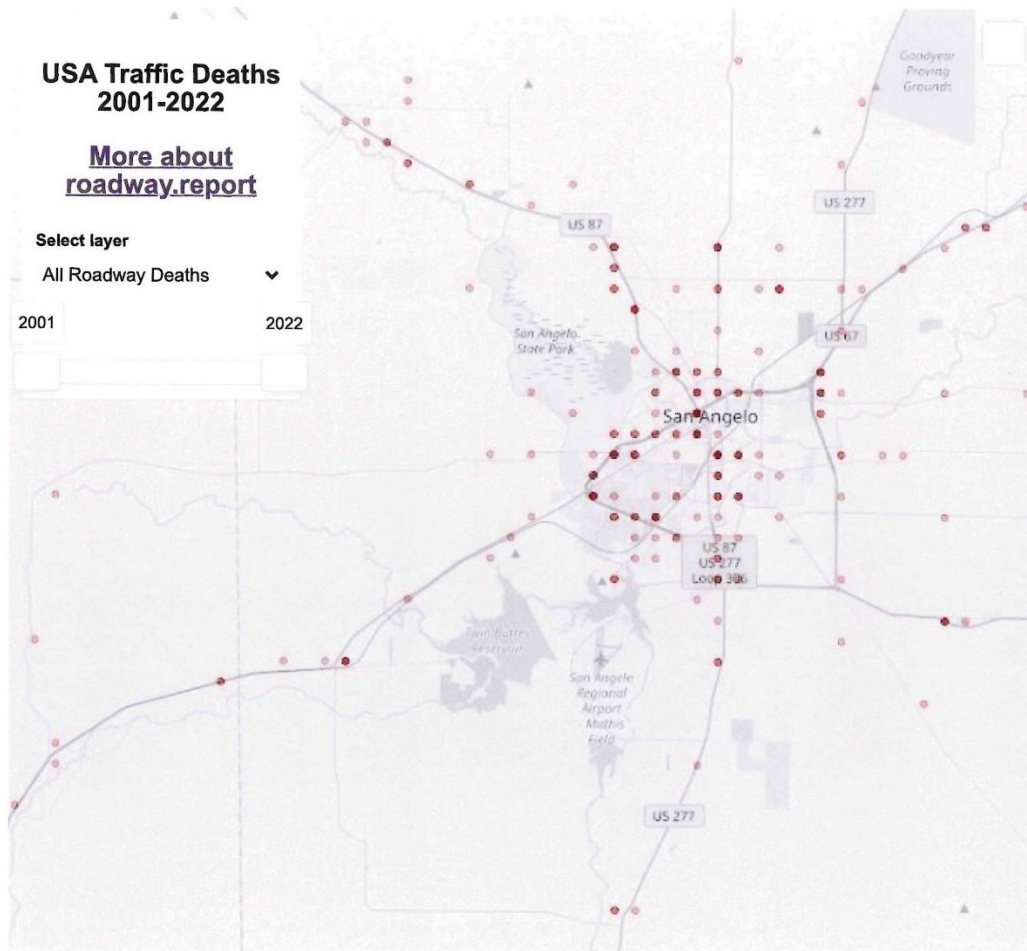 USA Traffic Deaths
2001-2022
More about
roadway.report
Select layer
All Roadway Deaths
2001
2022
Goodyear
Proving
Grounds
US 277
US 87
San Angelo
State Park
US 67
San Angelo
US 87
US 277
Loop 306
Twin Buttes
Reservoir
San Angelo
Regional
Airport
- Mathis
Field
US 277